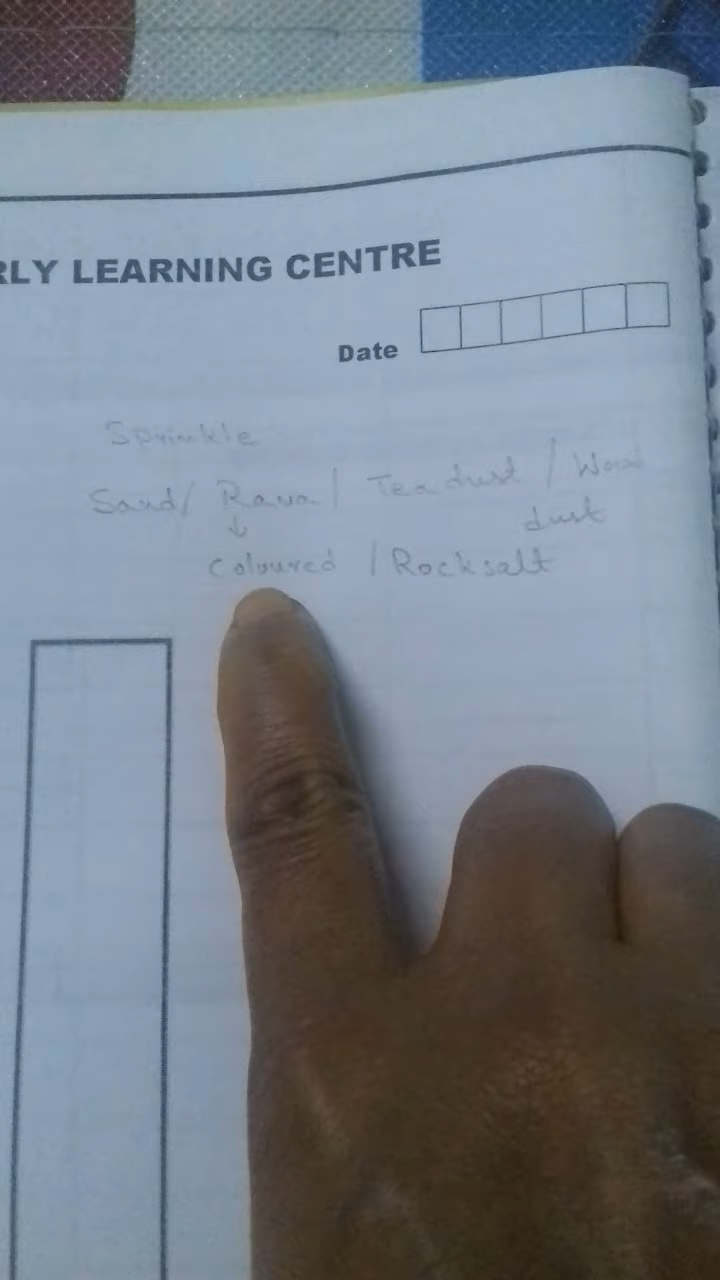 RLY LEARNING CENTRE
Date
Sprinkle
Sand/ Rava / Tea dust / Wood
dust
↓
Coloured / Rocksalt